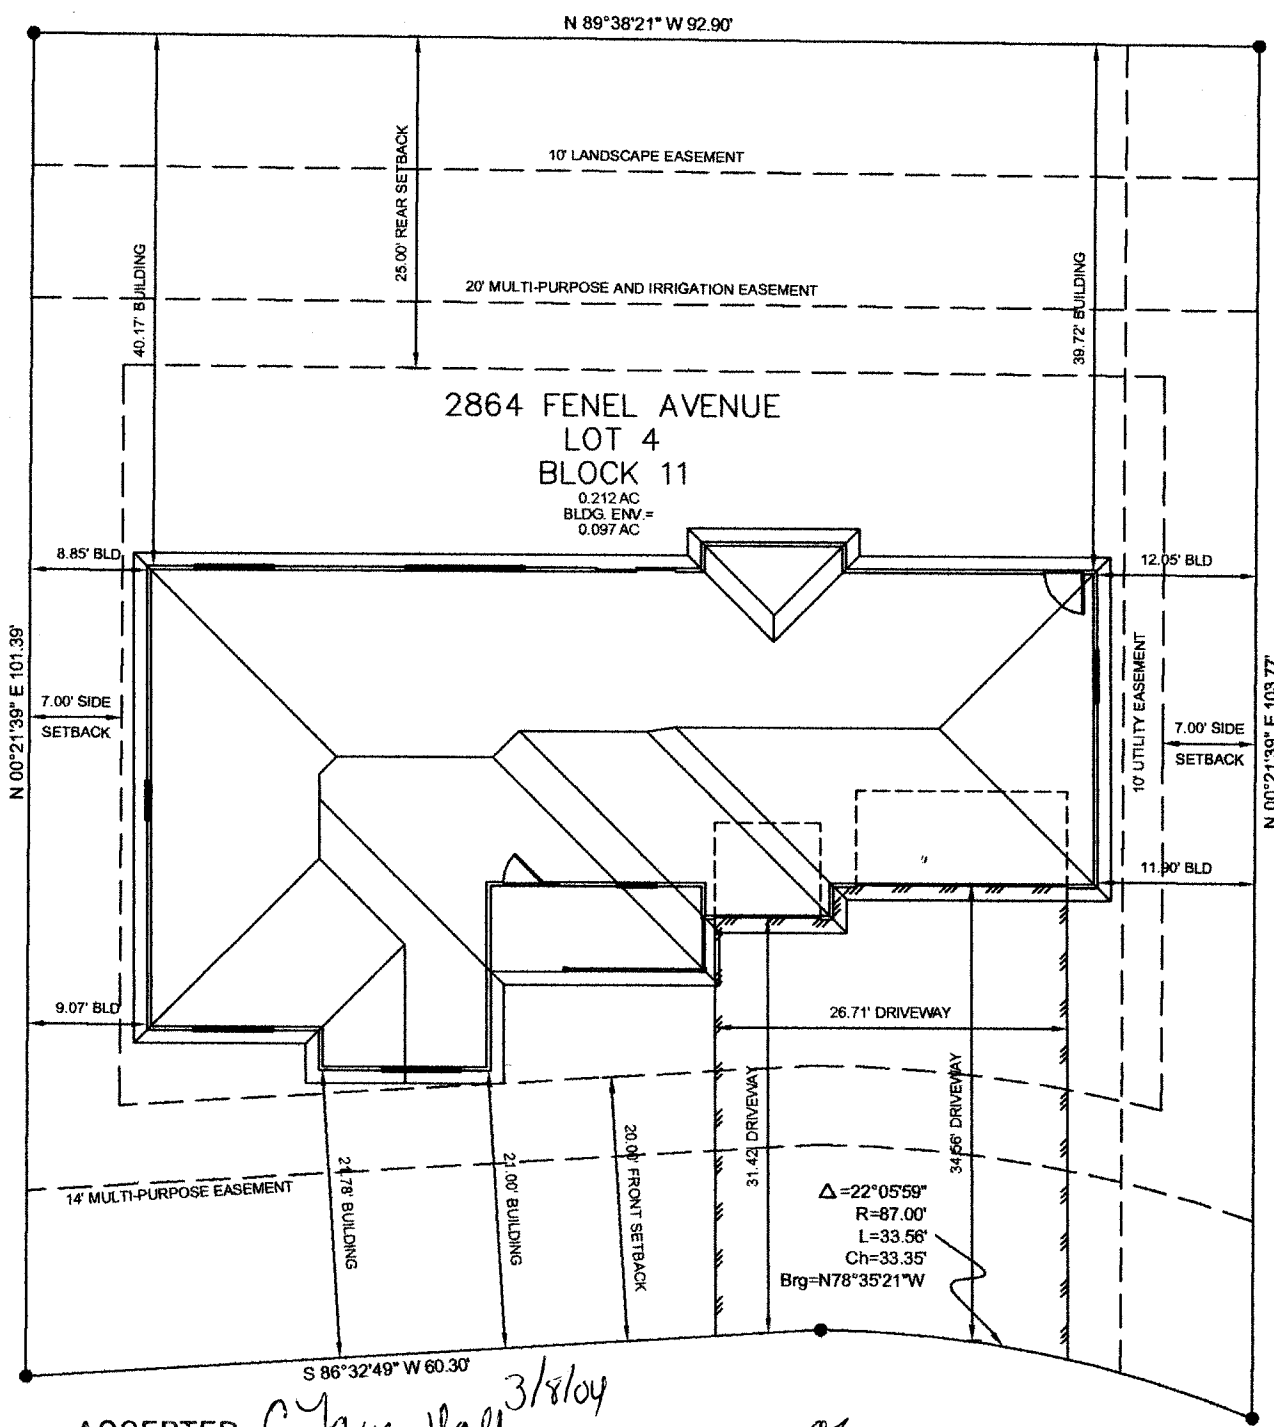 N 89°38'21" W 92.90'
10' LANDSCAPE EASEMENT
25.00' REAR SETBACK
40.17' BUILDING
39.72' BUILDING
20' MULTI-PURPOSE AND IRRIGATION EASEMENT
2864 FENEL AVENUE
LOT 4
BLOCK 11
0.212 AC
BLDG. ENV.=
0.097 AC
8.85' BLD
12.05' BLD
N 00°21'39" E 101.39'
7.00' SIDE
SETBACK
10' UTILITY EASEMENT
7.00' SIDE
SETBACK
N 00°21'39" E 103.77'
11.90' BLD
9.07' BLD
26.71' DRIVEWAY
31.42' DRIVEWAY
34.56' DRIVEWAY
14' MULTI-PURPOSE EASEMENT
21.78' BUILDING
21.00' BUILDING
20.00' FRONT SETBACK
Δ=22°05'59"
R=87.00'
L=33.56'
Ch=33.35'
Brg=N78°35'21"W
S 86°32'49" W 60.30'
ACCEPTED
3/8/04